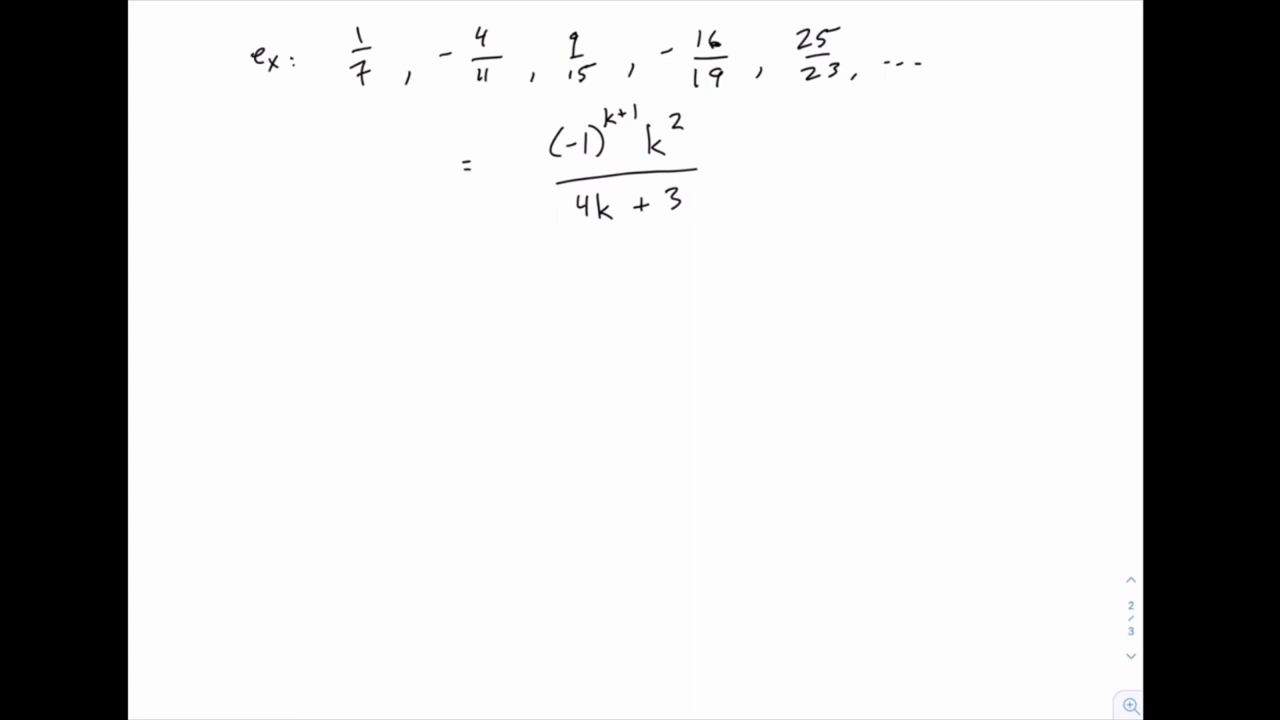 ex: 1/7, - 4/11, 9/15, - 16/19, 25/23, ...
= (-1)^{k+1} k^2 / 4k + 3
2
/
3